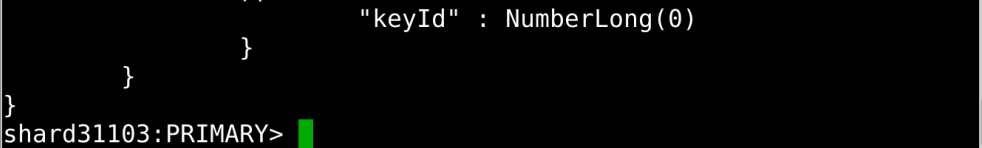 "keyId" : NumberLong(0)
}
}
}
shard31103:PRIMARY>